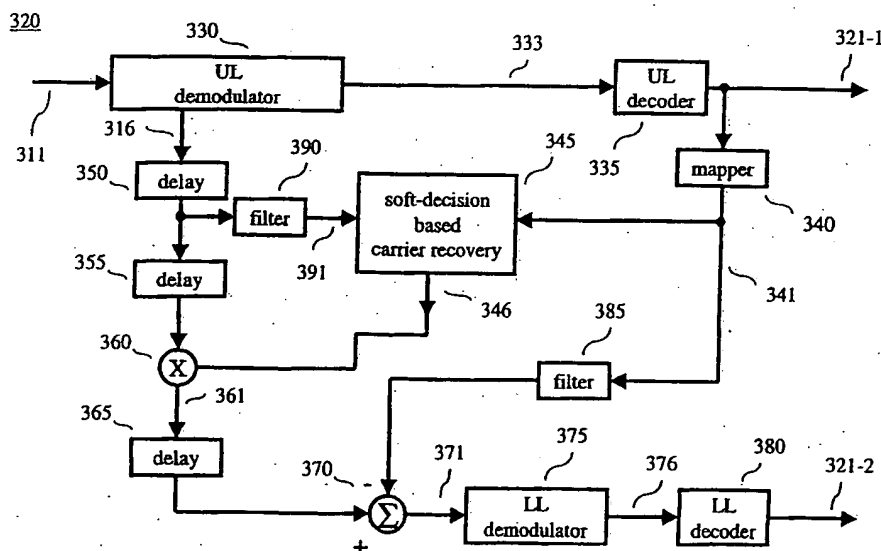 320
330
333
321-1
UL
demodulator
UL
decoder
316
311
390
345
335
350
delay
filter
soft-decision
based
carrier recovery
mapper
340
355
delay
391
346
341
360
X
385
361
filter
365
delay
370
-
371
375
376
380
321-2
Σ
LL
demodulator
LL
decoder
+